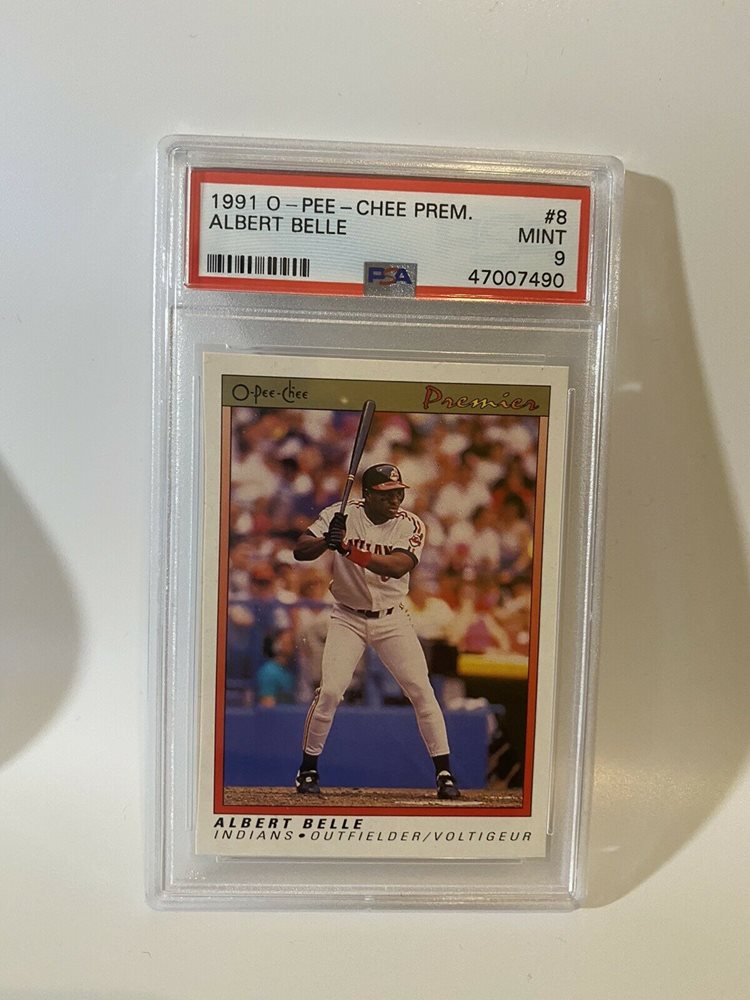 1991 O-PEE-CHEE PREM. #8
ALBERT BELLE MINT
9
PSA 47007490
O-Pee-Chee Premier
ALBERT BELLE
INDIANS • OUTFIELDER/VOLTIGEUR